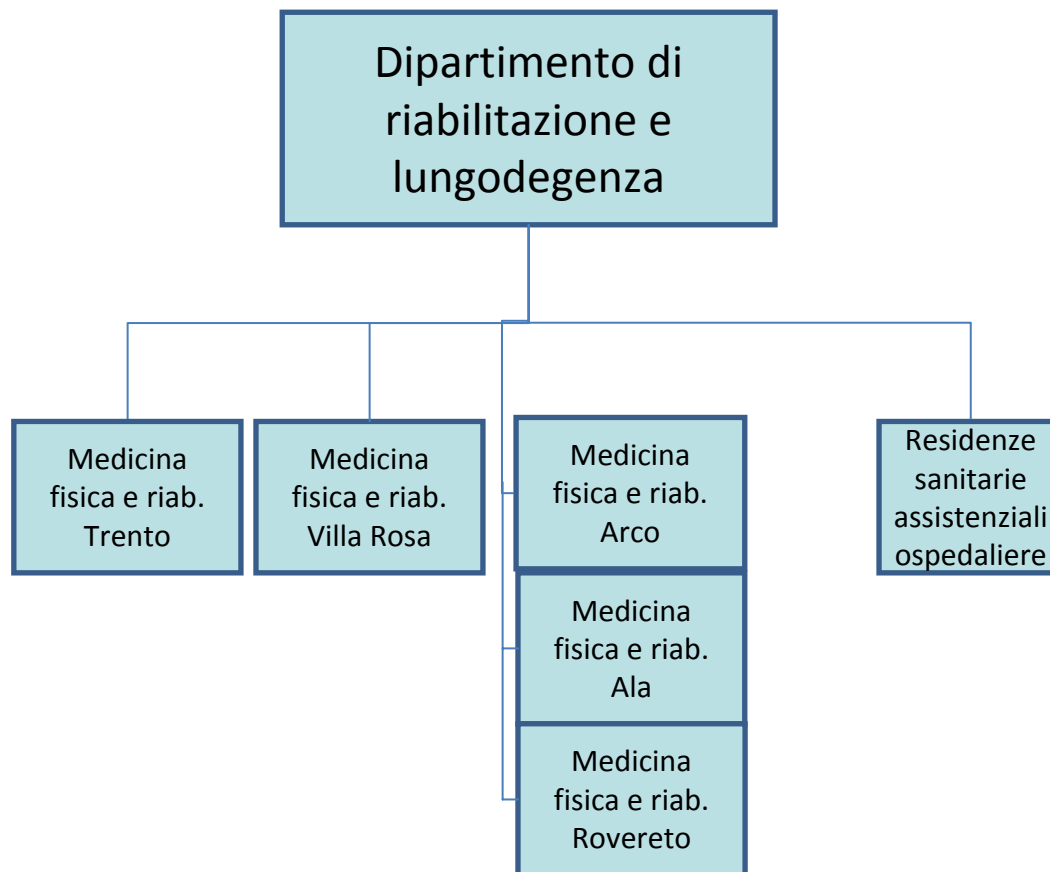 Dipartimento di
riabilitazione e
lungodegenza
Medicina
fisica e riab.
Trento
Medicina
fisica e riab.
Villa Rosa
Medicina
fisica e riab.
Arco
Medicina
fisica e riab.
Ala
Medicina
fisica e riab.
Rovereto
Residenze
sanitarie
assistenziali
ospedaliere